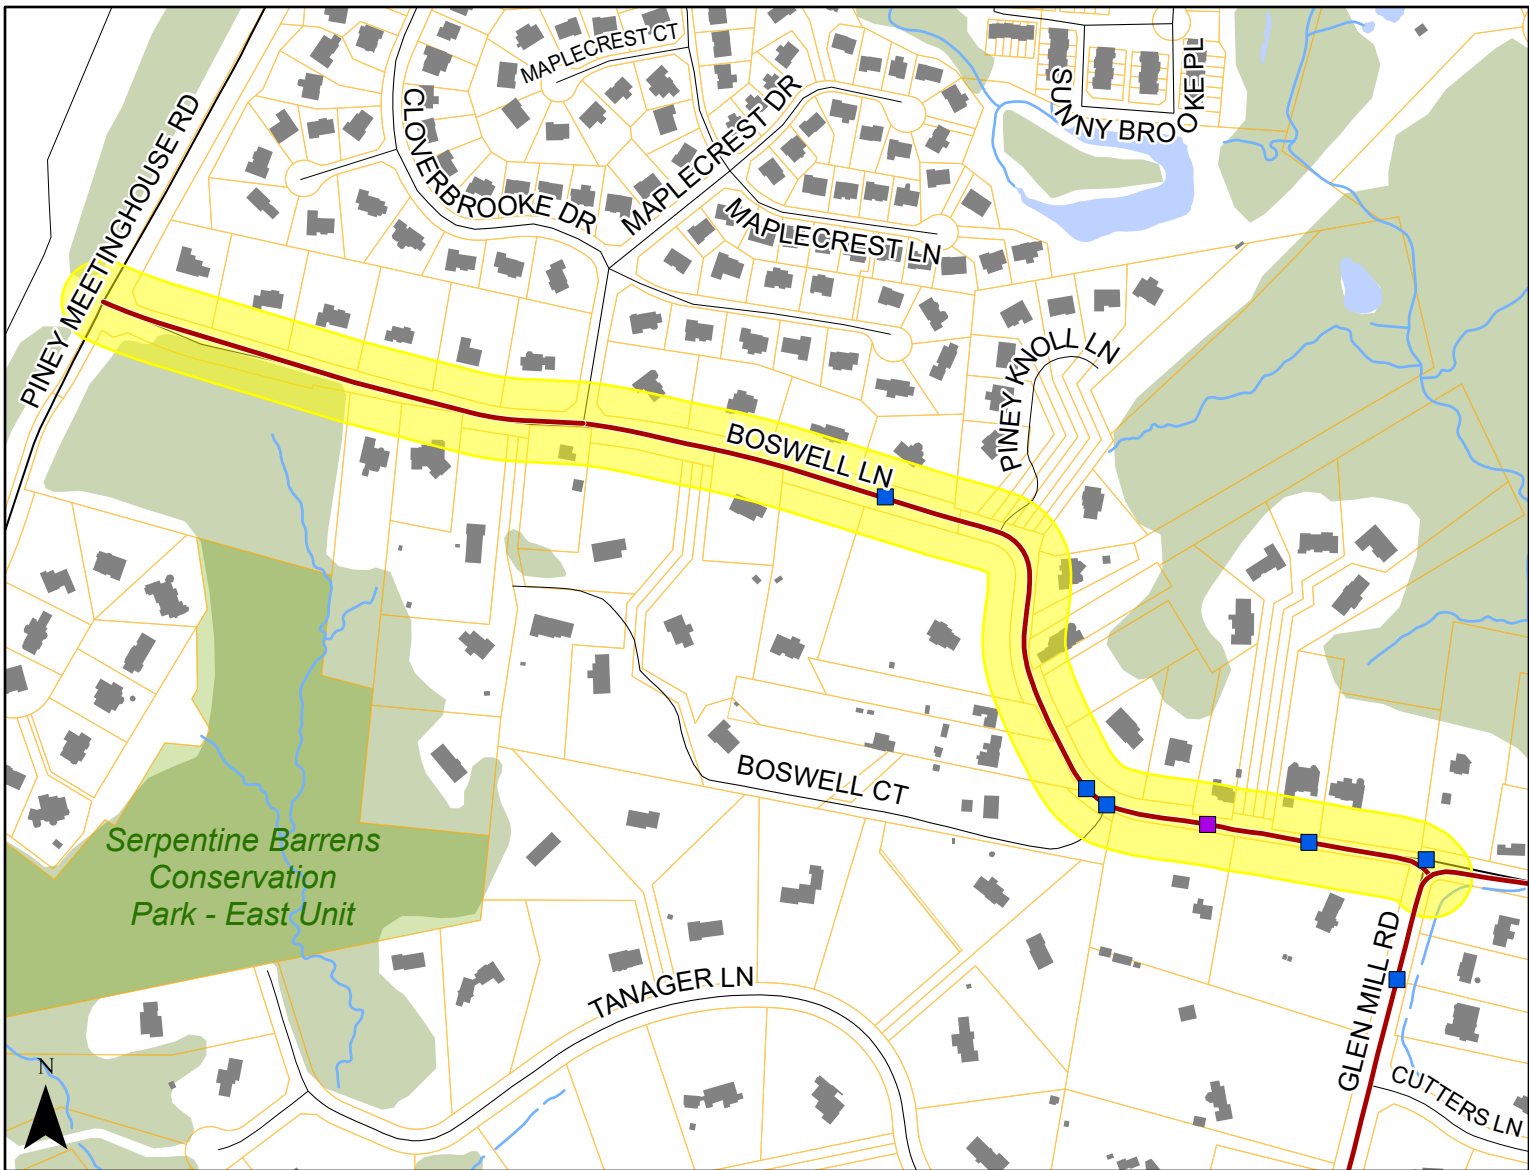 MAPLECREST CT
SUNNY BROOKE PL
PINEY MEETINGHOUSE RD
CLOVERBROOKE DR
MAPLECREST DR
MAPLECREST LN
PINEY KNOLL LN
BOSWELL LN
BOSWELL CT
Serpentine Barrens
Conservation
Park - East Unit
TANAGER LN
GLEN MILL RD
CUTTERS LN
N